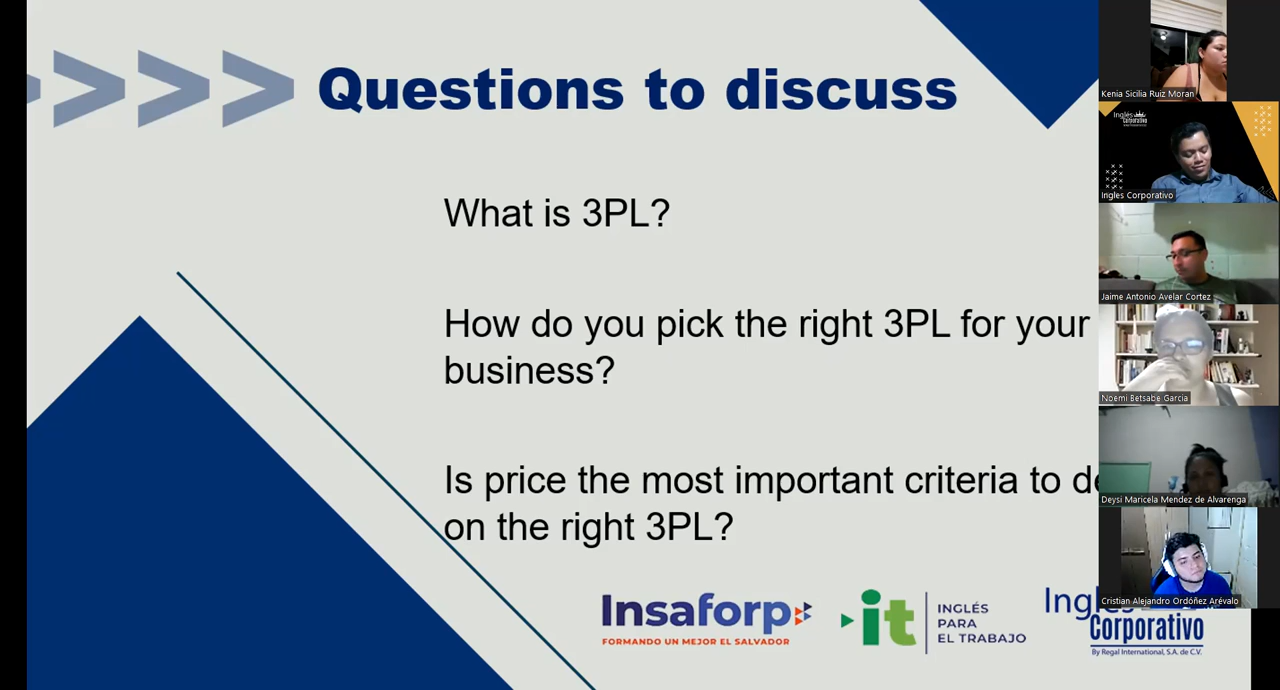 Questions to discuss
What is 3PL?
How do you pick the right 3PL for your
business?
Is price the most important criteria to
on the right 3PL?
Insaforp
FORMANDO UN MEJOR EL SALVADOR
it
INGLÉS
PARA
EL TRABAJO
Corporativo
By Regal International, S.A. de C.V.
Kenia Sicilia Ruiz Moran
Inglés
Corporativo
Ingles Corporativo
Jaime Antonio Avelar Cortez
Noemi Betsabe Garcia
Deysi Maricela Mendez de Alvarenga
Cristian Alejandro Ordóñez Arévalo